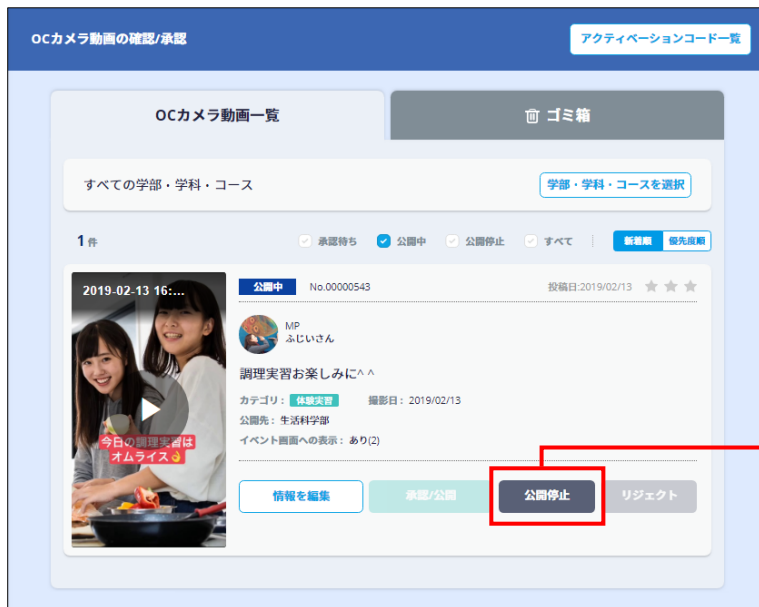 OCカメラ動画の確認/承認
アクティベーションコード一覧
OCカメラ動画一覧
ゴミ箱
すべての学部・学科・コース
学部・学科・コースを選択
1件
承認待ち
公開中
公開停止
すべて
新着順
優先度順
2019-02-13 16:...
公開中
No.00000543
投稿日:2019/02/13
MP
ふじいさん
調理実習お楽しみに^ ^
カテゴリ： 体験実習
撮影日： 2019/02/13
公開先： 生活科学部
イベント画面への表示： あり(2)
今日の調理実習は
オムライス👌
情報を編集
承認/公開
公開停止
リジェクト